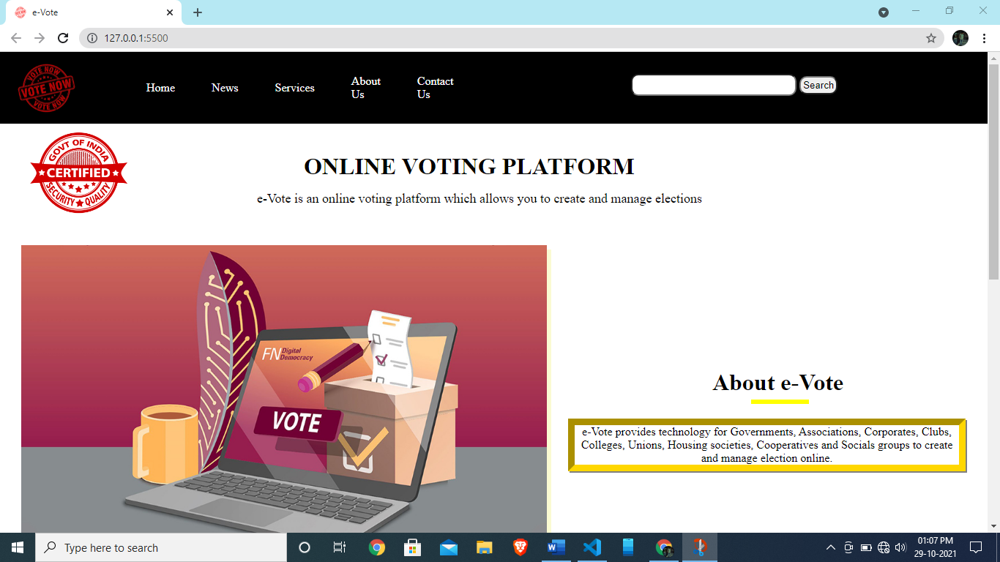 e-Vote
127.0.0.1:5500
VOTE NOW
VOTE NOW
VOTE NOW
Home
News
Services
About
Us
Contact
Us
Search
GOVT OF INDIA
CERTIFIED
SECURITY ★ QUALITY
ONLINE VOTING PLATFORM
e-Vote is an online voting platform which allows you to create and manage elections
FN Digital
Democracy
VOTE
About e-Vote
e-Vote provides technology for Governments, Associations, Corporates, Clubs,
Colleges, Unions, Housing societies, Cooperatives and Socials groups to create
and manage election online.
Type here to search
01:07 PM
29-10-2021